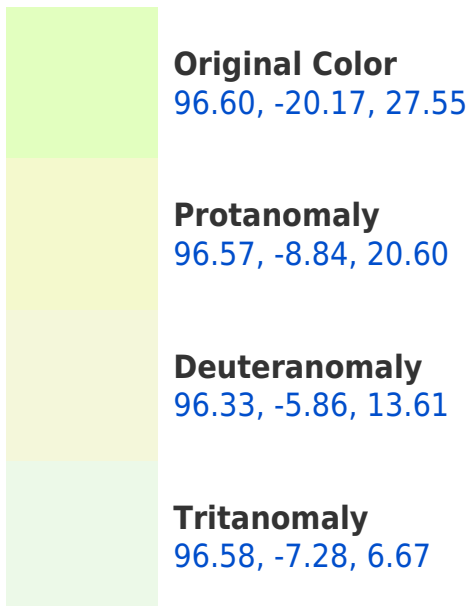 Original Color
96.60, -20.17, 27.55
Protanomaly
96.57, -8.84, 20.60
Deuteranomaly
96.33, -5.86, 13.61
Tritanomaly
96.58, -7.28, 6.67